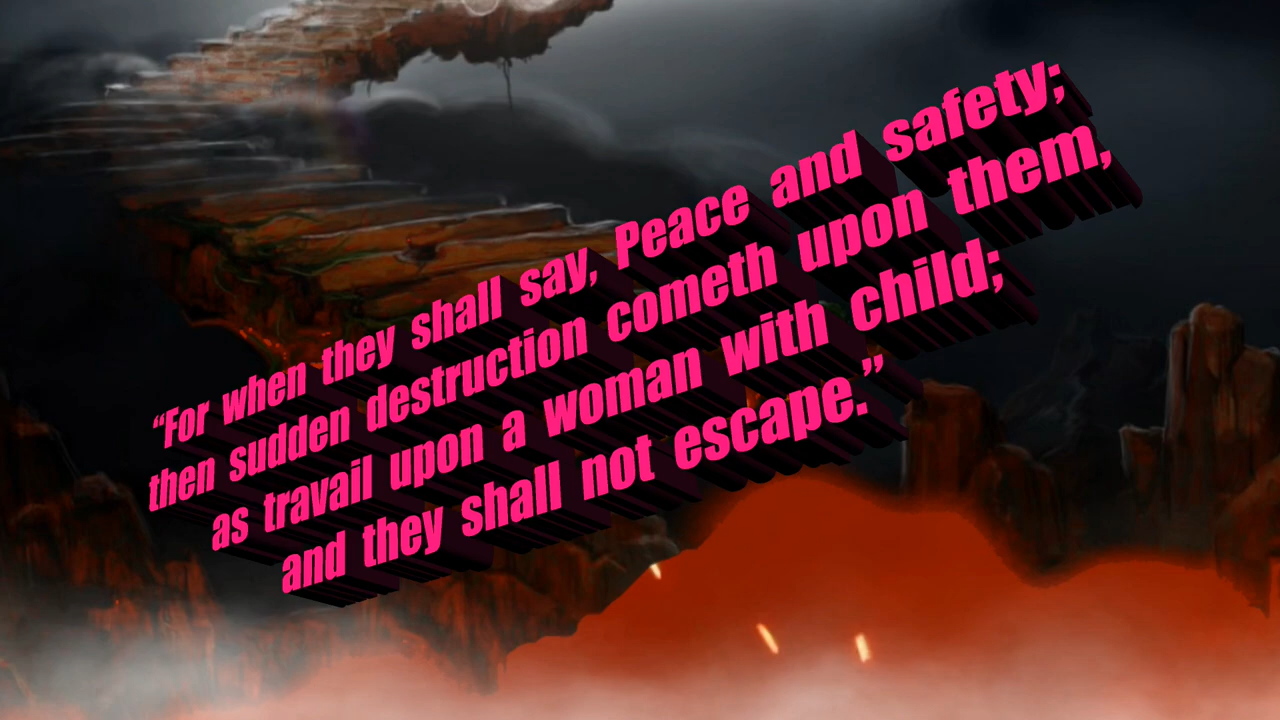 “For when they shall say, Peace and safety;
then sudden destruction cometh upon them,
as travail upon a woman with child;
and they shall not escape.”